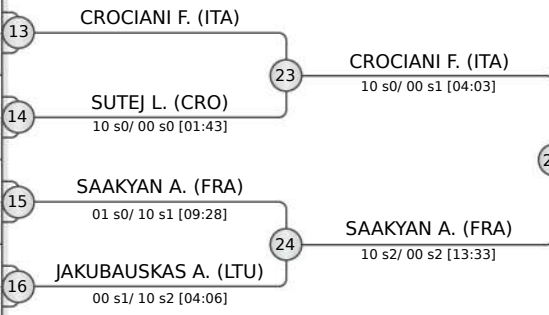 13
CROCIANI F. (ITA)
23
CROCIANI F. (ITA)
10 s0/ 00 s1 [04:03]
14
SUTEJ L. (CRO)
10 s0/ 00 s0 [01:43]
15
SAAKYAN A. (FRA)
01 s0/ 10 s1 [09:28]
24
SAAKYAN A. (FRA)
10 s2/ 00 s2 [13:33]
16
JAKUBAUSKAS A. (LTU)
00 s1/ 10 s2 [04:06]